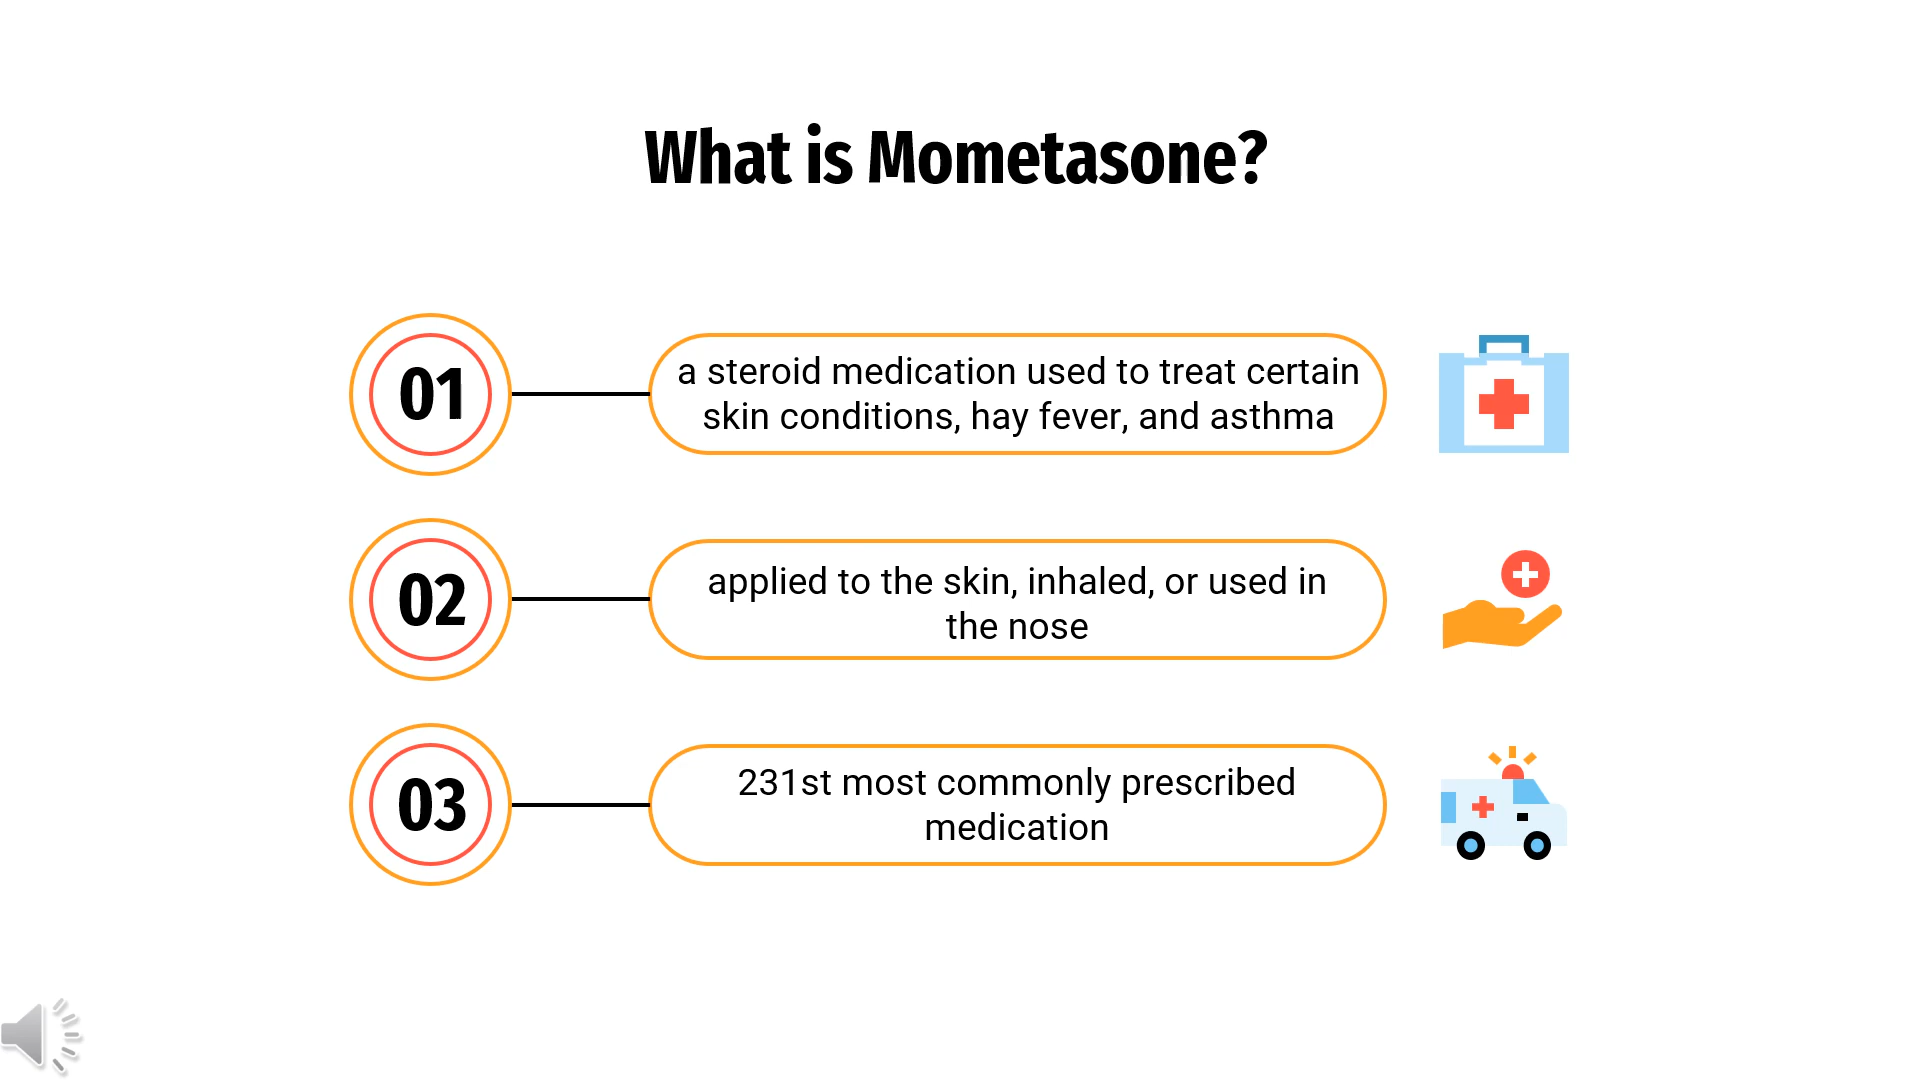 What is Mometasone?
01
a steroid medication used to treat certain
skin conditions, hay fever, and asthma
02
applied to the skin, inhaled, or used in
the nose
03
231st most commonly prescribed
medication